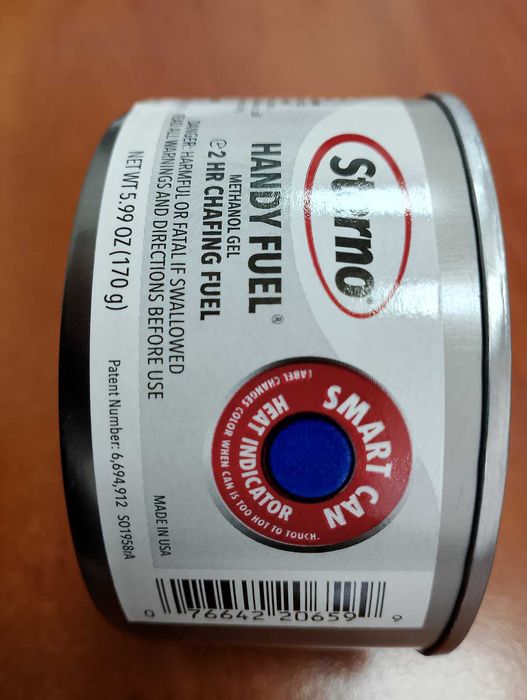 Sterno®
HANDY FUEL®
METHANOL GEL
2 HR CHAFING FUEL
DANGER: HARMFUL OR FATAL IF SWALLOWED
READ ALL WARNINGS AND DIRECTIONS BEFORE USE
NET WT 5.99 OZ (170 g)
SMART CAN
HEAT INDICATOR
LABEL CHANGES COLOR WHEN CAN IS TOO HOT TO TOUCH.
Patent Number: 6,694,912 S01958rA
MADE IN USA
0 76642 20659 9